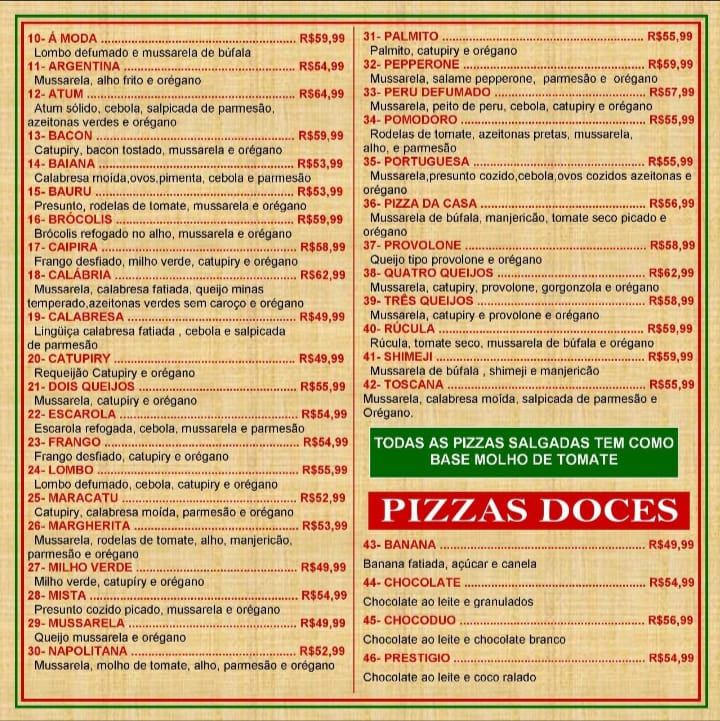 10- Á MODA ........ R$59,99
Lombo defumado e mussarela de búfala
11- ARGENTINA ........ R$54,99
Mussarela, alho frito e orégano
12- ATUM ........ R$64,99
Atum sólido, cebola, salpicada de parmesão,
azeitonas verdes e orégano
13- BACON ........ R$59,99
Catupiry, bacon tostado, mussarela e orégano
14- BAIANA ........ R$53,99
Calabresa moída,ovos,pimenta, cebola e parmesão
15- BAURU ........ R$53,99
Presunto, rodelas de tomate, mussarela e orégano
16- BRÓCOLIS ........ R$59,99
Brócolis refogado no alho, mussarela e orégano
17- CAIPIRA ........ R$58,99
Frango desfiado, milho verde, catupiry e orégano
18- CALÁBRIA ........ R$62,99
Mussarela, calabresa fatiada, queijo minas
temperado,azeitonas verdes sem caroço e orégano
19- CALABRESA ........ R$49,99
Lingüiça calabresa fatiada , cebola e salpicada
de parmesão
20- CATUPIRY ........ R$49,99
Requeijão Catupiry e orégano
21- DOIS QUEIJOS ........ R$55,99
Mussarela, catupiry e orégano
22- ESCAROLA ........ R$54,99
Escarola refogada, cebola, mussarela e parmesão
23- FRANGO ........ R$54,99
Frango desfiado, catupiry e orégano
24- LOMBO ........ R$55,99
Lombo defumado, cebola, catupiry e orégano
25- MARACATU ........ R$52,99
Catupiry, calabresa moída, parmesão e orégano
26- MARGHERITA ........ R$53,99
Mussarela, rodelas de tomate, alho, manjericão,
parmesão e orégano
27- MILHO VERDE ........ R$49,99
Milho verde, catupíry e orégano
28- MISTA ........ R$54,99
Presunto cozido picado, mussarela e orégano
29- MUSSARELA ........ R$49,99
Queijo mussarela e orégano
30- NAPOLITANA ........ R$52,99
Mussarela, molho de tomate, alho, parmesão e orégano
31- PALMITO ........ R$55,99
Palmito, catupiry e orégano
32- PEPPERONE ........ R$59,99
Mussarela, salame pepperone, parmesão e orégano
33- PERU DEFUMADO ........ R$57,99
Mussarela, peito de peru, cebola, catupiry e orégano
34- POMODORO ........ R$55,99
Rodelas de tomate, azeitonas pretas, mussarela,
alho, e parmesão
35- PORTUGUESA ........ R$55,99
Mussarela,presunto cozido,cebola,ovos cozidos azeitonas e
orégano
36- PIZZA DA CASA ........ R$56,99
Mussarela de búfala, manjericão, tomate seco picado e
orégano
37- PROVOLONE ........ R$58,99
Queijo tipo provolone e orégano
38- QUATRO QUEIJOS ........ R$62,99
Mussarela, catupiry, provolone, gorgonzola e orégano
39- TRÊS QUEIJOS ........ R$58,99
Mussarela, catupiry e provolone e orégano
40- RÚCULA ........ R$59,99
Rúcula, tomate seco, mussarela de búfala e orégano
41- SHIMEJI ........ R$59,99
Mussarela de búfala , shimeji e manjericão
42- TOSCANA ........ R$55,99
Mussarela, calabresa moída, salpicada de parmesão e
Orégano.
TODAS AS PIZZAS SALGADAS TEM COMO
BASE MOLHO DE TOMATE
PIZZAS DOCES
43- BANANA ........ R$49,99
Banana fatiada, açúcar e canela
44- CHOCOLATE ........ R$54,99
Chocolate ao leite e granulados
45- CHOCODUO ........ R$56,99
Chocolate ao leite e chocolate branco
46- PRESTIGIO ........ R$54,99
Chocolate ao leite e coco ralado